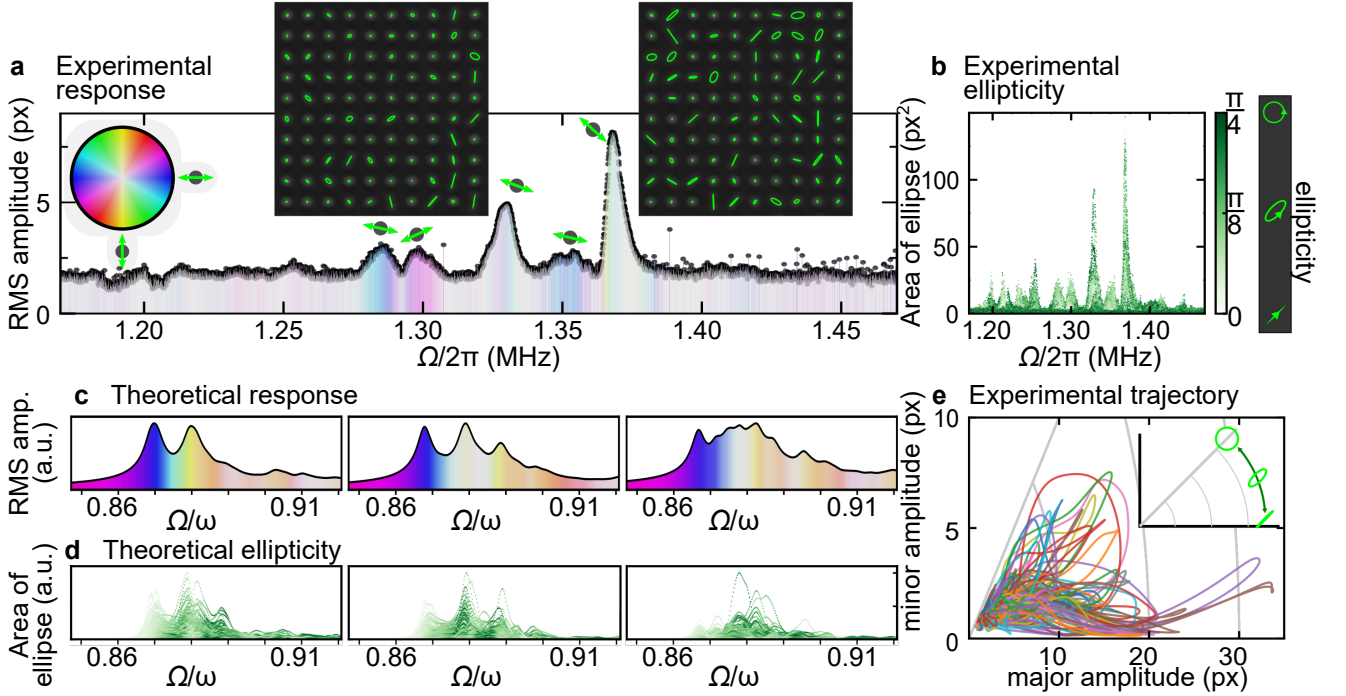 a Experimental response
RMS amplitude (px)
5
0
1.20 1.25 1.30 1.35 1.40 1.45
Ω/2π (MHz)
b Experimental ellipticity
Area of ellipse (px²)
100
50
0
1.20 1.30 1.40
Ω/2π (MHz)
π/4
π/8
0
ellipticity
c Theoretical response
RMS amp. (a.u.)
0.86 0.91 0.86 0.91 0.86 0.91
Ω/ω Ω/ω Ω/ω
d Theoretical ellipticity
Area of ellipse (a.u.)
0.86 0.91 0.86 0.91 0.86 0.91
Ω/ω Ω/ω Ω/ω
e Experimental trajectory
minor amplitude (px)
10
5
0
10 20 30
major amplitude (px)